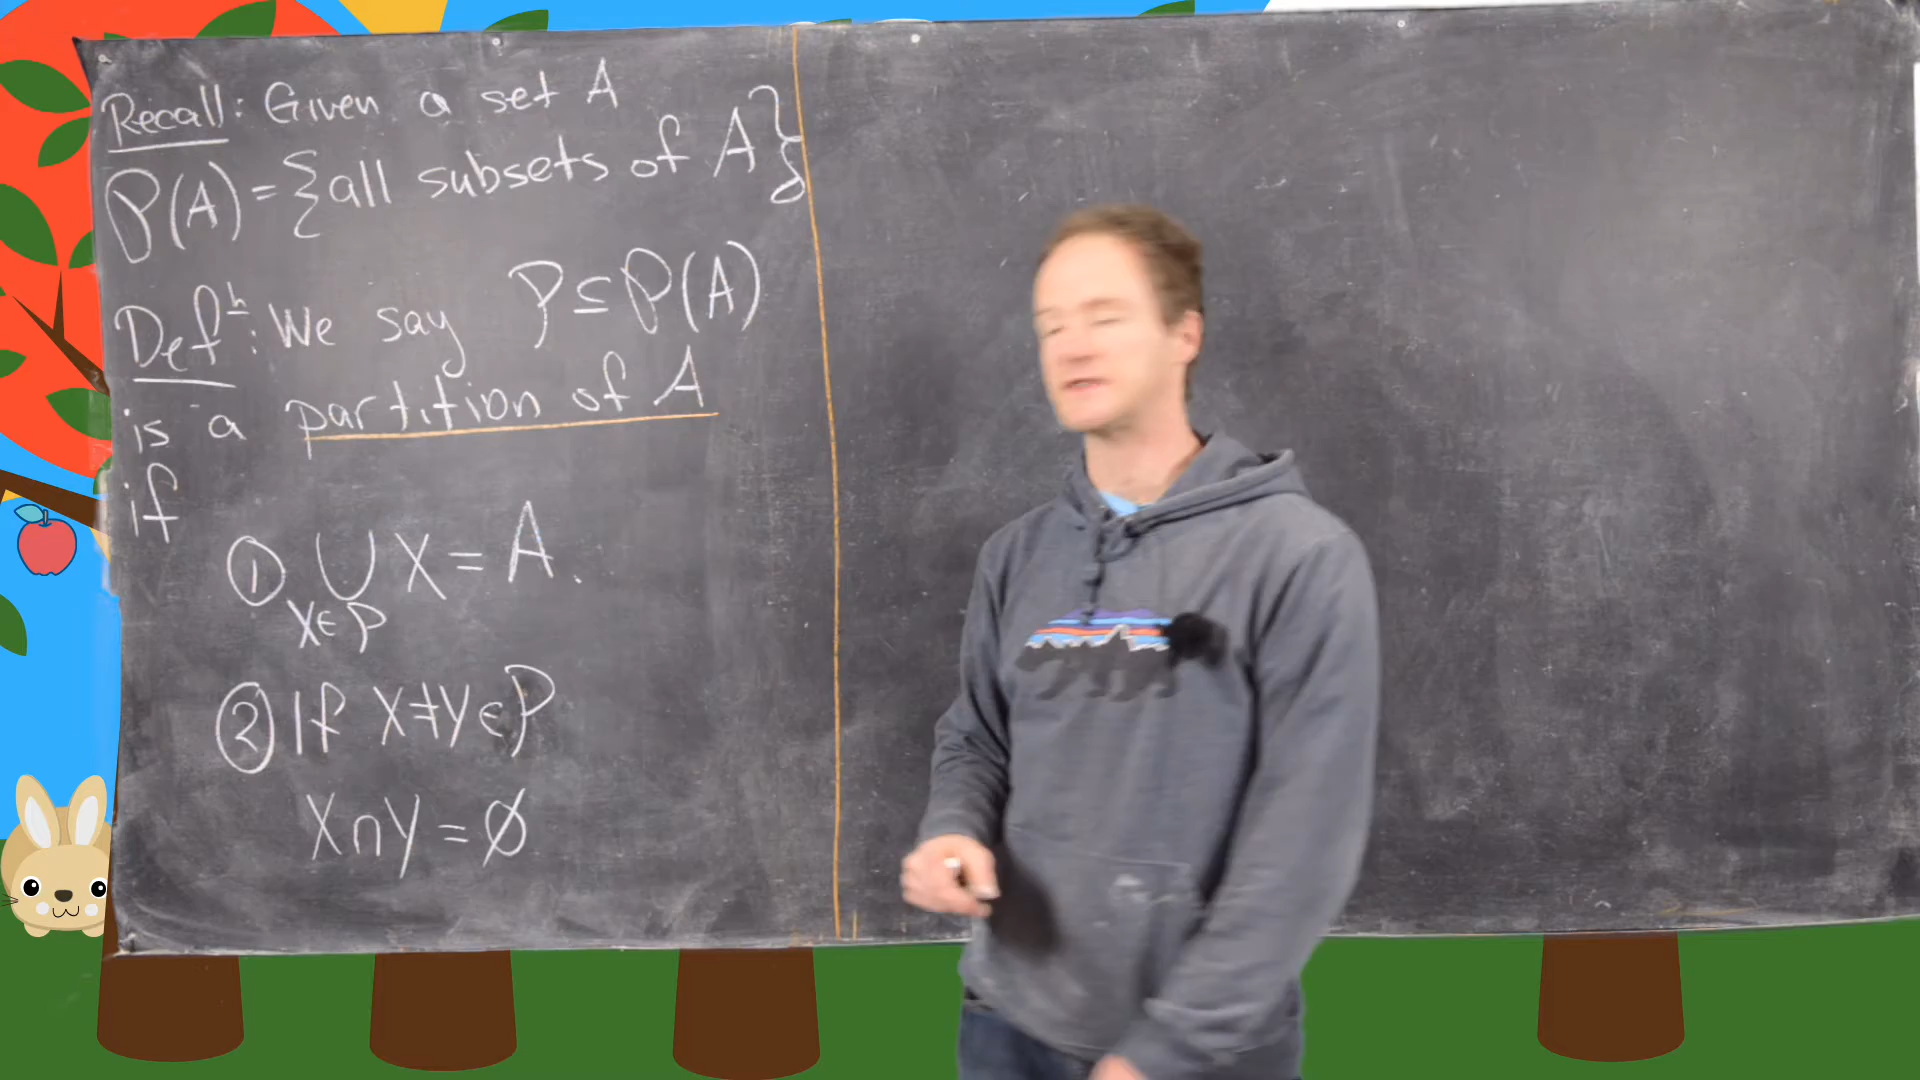 Recall: Given a set A
P(A) = {all subsets of A}
Defⁿ: We say P ⊆ P(A)
is a partition of A
if
① ∪ X = A.
X ∈ P
② If X ≠ Y ∈ P
X ∩ Y = ∅